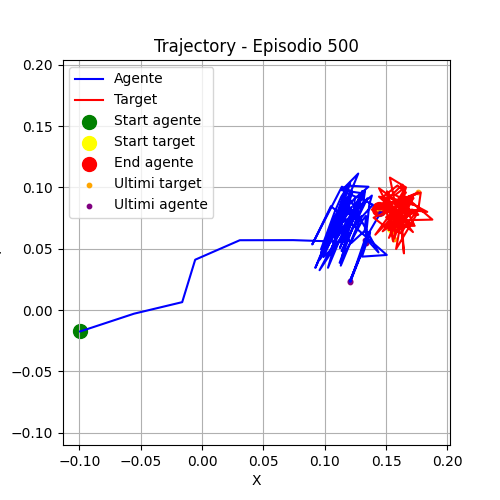 Trajectory - Episodio 500
0.20
0.15
0.10
0.05
0.00
−0.05
−0.10
Agente
Target
Start agente
Start target
End agente
Ultimi target
Ultimi agente
−0.10 −0.05 0.00 0.05 0.10 0.15 0.20
X